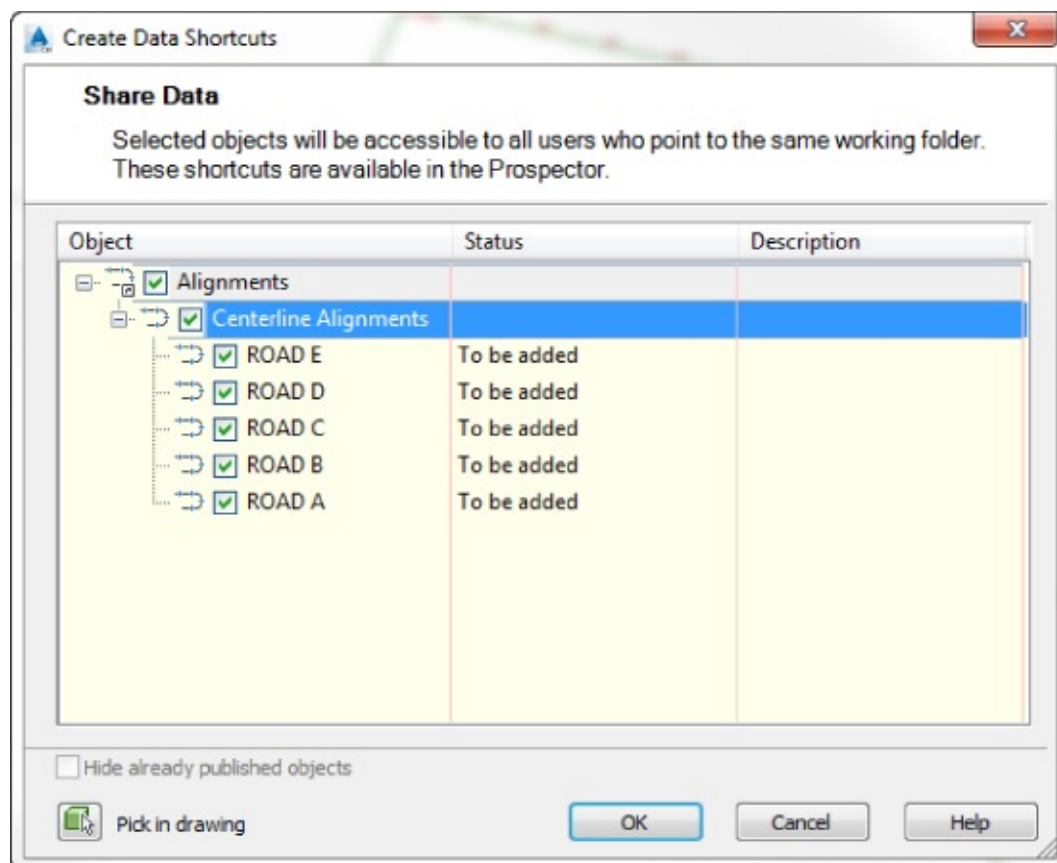 Create Data Shortcuts
Share Data
Selected objects will be accessible to all users who point to the same working folder.
These shortcuts are available in the Prospector.
Object Status Description
Alignments
Centerline Alignments
ROAD E To be added
ROAD D To be added
ROAD C To be added
ROAD B To be added
ROAD A To be added
Hide already published objects
Pick in drawing OK Cancel Help